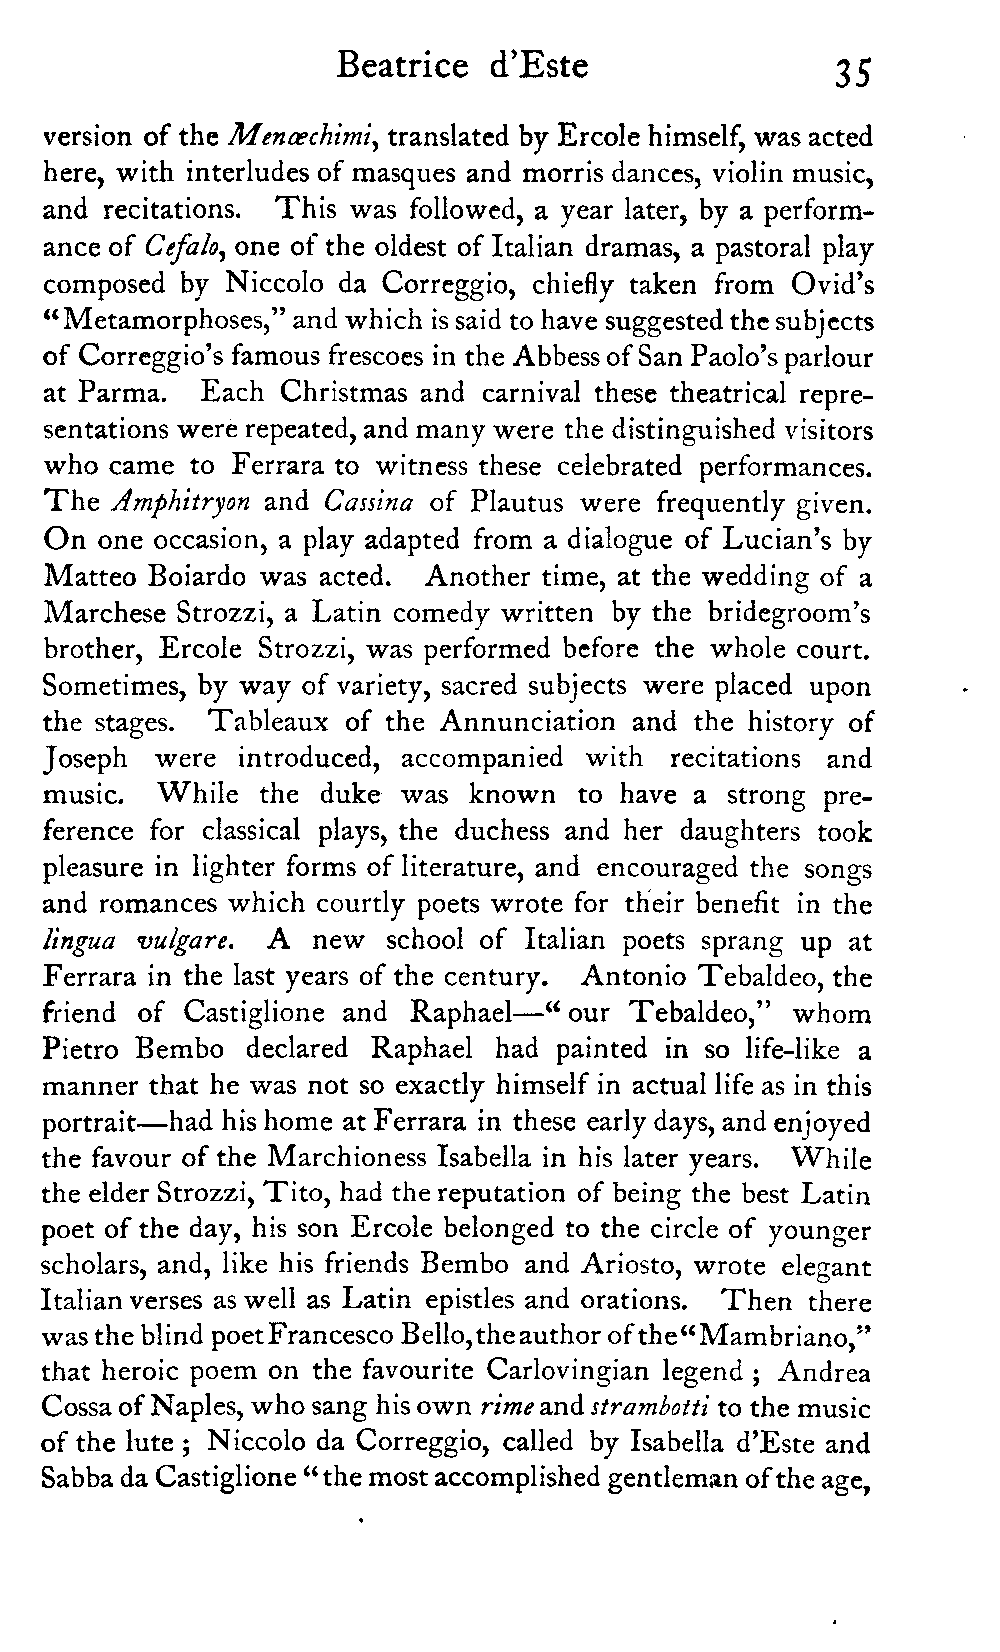 Beatrice d'Este 35
version of the Menœchimi, translated by Ercole himself, was acted
here, with interludes of masques and morris dances, violin music,
and recitations. This was followed, a year later, by a perform-
ance of Cefalo, one of the oldest of Italian dramas, a pastoral play
composed by Niccolo da Correggio, chiefly taken from Ovid's
"Metamorphoses," and which is said to have suggested the subjects
of Correggio's famous frescoes in the Abbess of San Paolo's parlour
at Parma. Each Christmas and carnival these theatrical repre-
sentations were repeated, and many were the distinguished visitors
who came to Ferrara to witness these celebrated performances.
The Amphitryon and Cassina of Plautus were frequently given.
On one occasion, a play adapted from a dialogue of Lucian's by
Matteo Boiardo was acted. Another time, at the wedding of a
Marchese Strozzi, a Latin comedy written by the bridegroom's
brother, Ercole Strozzi, was performed before the whole court.
Sometimes, by way of variety, sacred subjects were placed upon
the stages. Tableaux of the Annunciation and the history of
Joseph were introduced, accompanied with recitations and
music. While the duke was known to have a strong pre-
ference for classical plays, the duchess and her daughters took
pleasure in lighter forms of literature, and encouraged the songs
and romances which courtly poets wrote for their benefit in the
lingua vulgare. A new school of Italian poets sprang up at
Ferrara in the last years of the century. Antonio Tebaldeo, the
friend of Castiglione and Raphael—"our Tebaldeo," whom
Pietro Bembo declared Raphael had painted in so life-like a
manner that he was not so exactly himself in actual life as in this
portrait—had his home at Ferrara in these early days, and enjoyed
the favour of the Marchioness Isabella in his later years. While
the elder Strozzi, Tito, had the reputation of being the best Latin
poet of the day, his son Ercole belonged to the circle of younger
scholars, and, like his friends Bembo and Ariosto, wrote elegant
Italian verses as well as Latin epistles and orations. Then there
was the blind poet Francesco Bello, the author of the "Mambriano,"
that heroic poem on the favourite Carlovingian legend ; Andrea
Cossa of Naples, who sang his own rime and strambotti to the music
of the lute ; Niccolo da Correggio, called by Isabella d'Este and
Sabba da Castiglione "the most accomplished gentleman of the age,